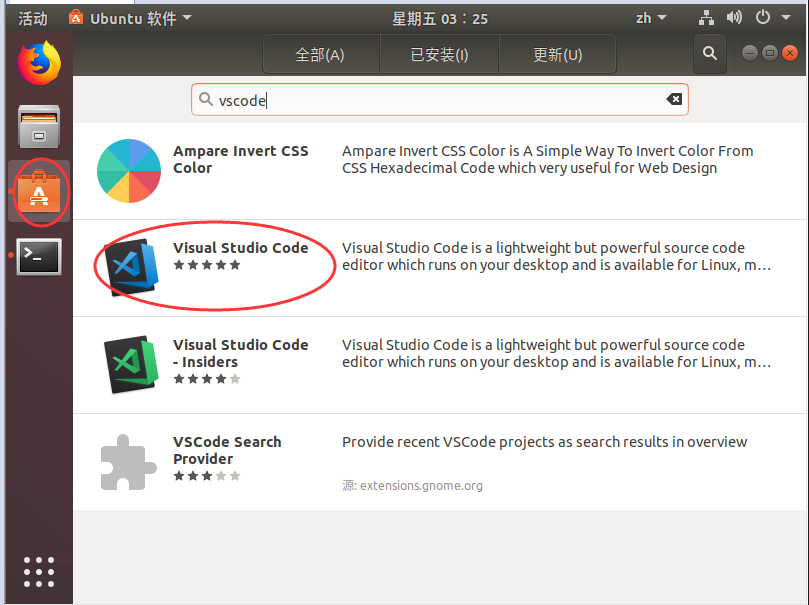 活动 Ubuntu 软件 星期五 03：25 zh
全部(A) 已安装(I) 更新(U)
vscode
Ampare Invert CSS
Color
Ampare Invert CSS Color is A Simple Way To Invert Color From
CSS Hexadecimal Code which very useful for Web Design
Visual Studio Code
Visual Studio Code is a lightweight but powerful source code
editor which runs on your desktop and is available for Linux, m…
Visual Studio Code
- Insiders
Visual Studio Code is a lightweight but powerful source code
editor which runs on your desktop and is available for Linux, m…
VSCode Search
Provider
Provide recent VSCode projects as search results in overview
源: extensions.gnome.org